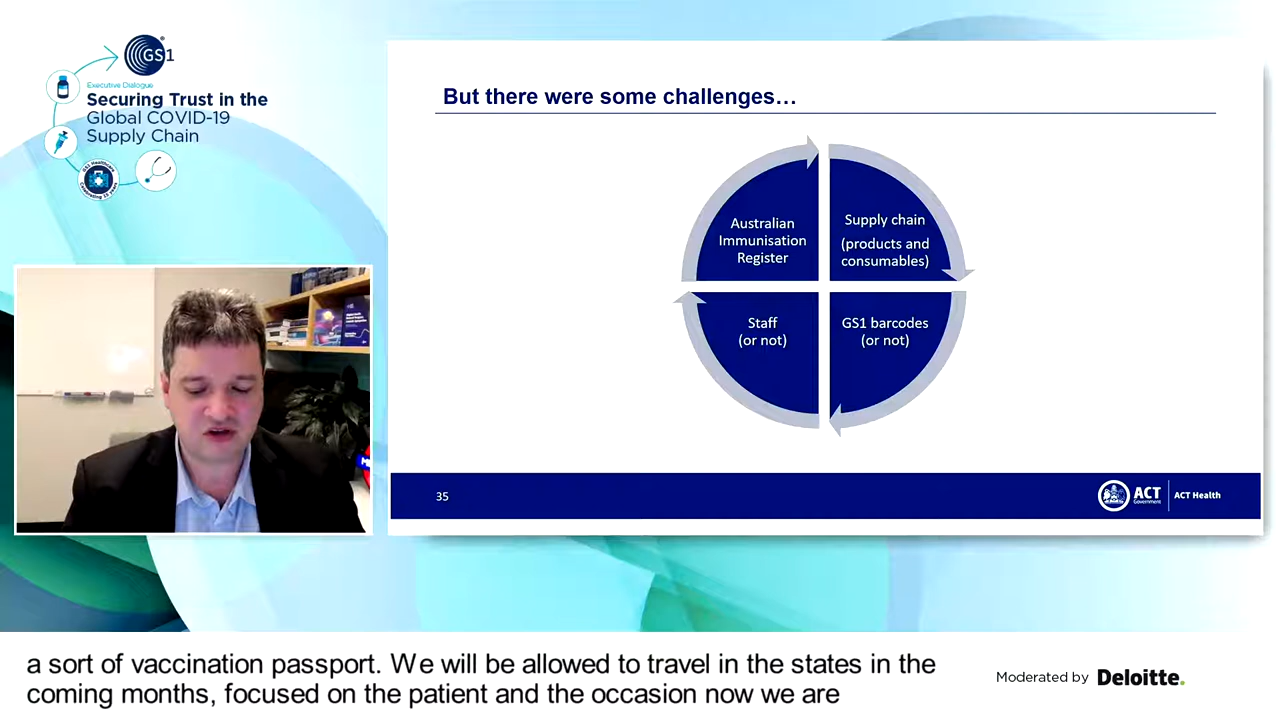 GS1
Executive Dialogue
Securing Trust in the
Global COVID-19
Supply Chain
But there were some challenges…
Australian
Immunisation
Register
Supply chain
(products and
consumables)
Staff
(or not)
GS1 barcodes
(or not)
35
ACT
Government
ACT Health
a sort of vaccination passport. We will be allowed to travel in the states in the
coming months, focused on the patient and the occasion now we are
Moderated by Deloitte.